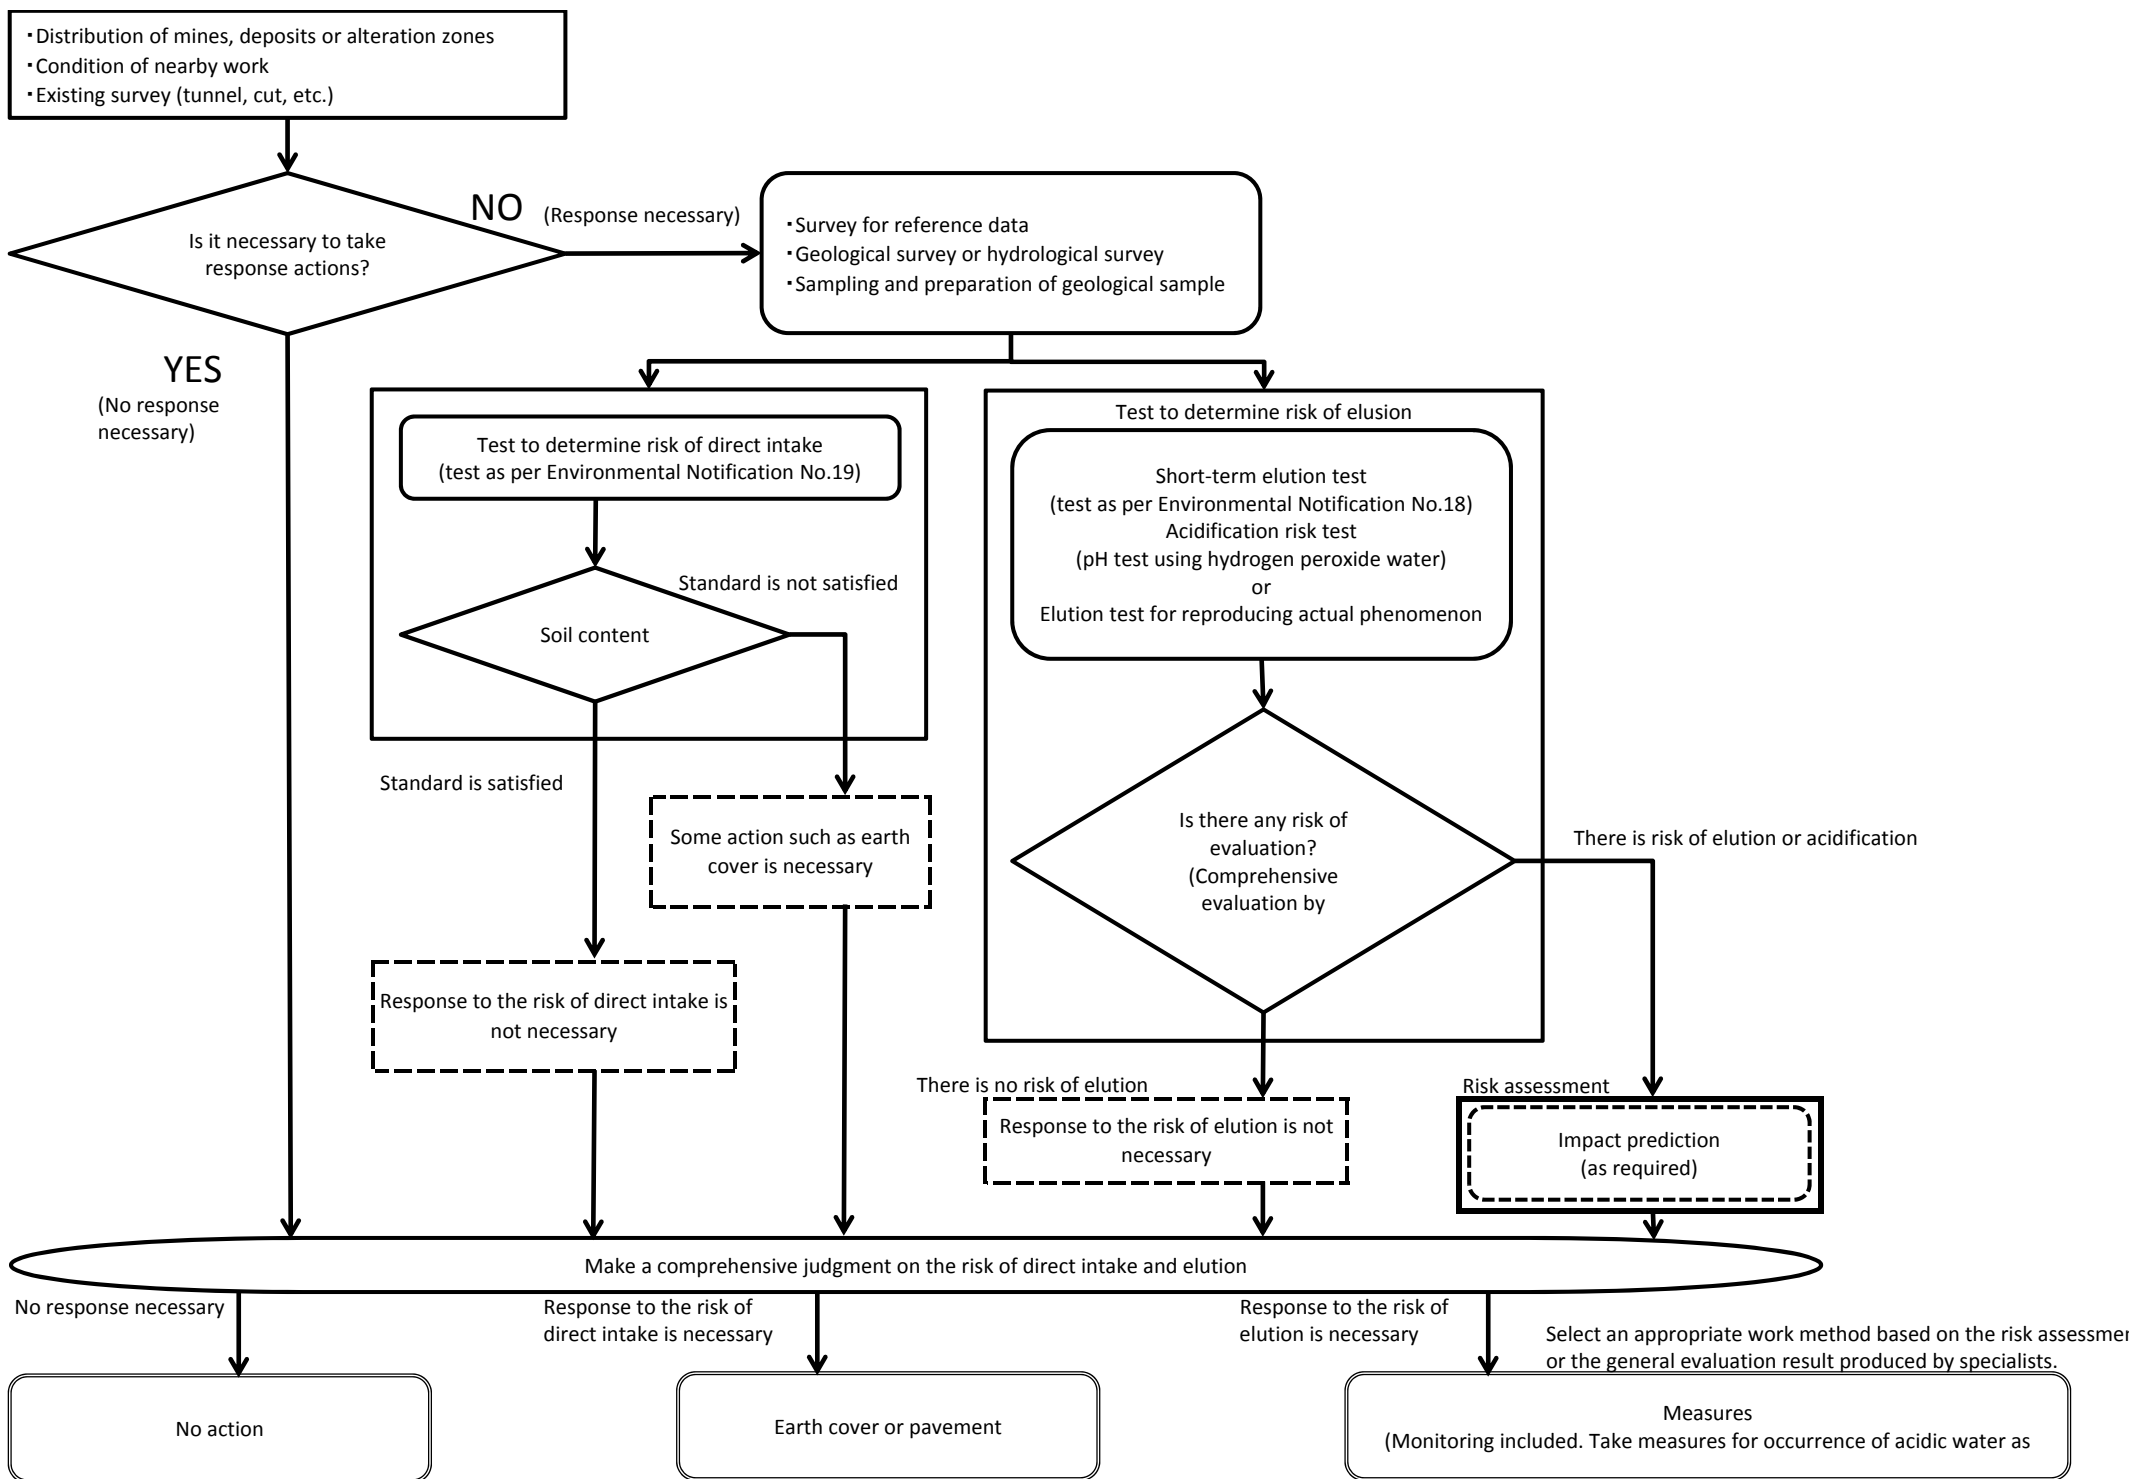 ・Distribution of mines, deposits or alteration zones
・Condition of nearby work
・Existing survey (tunnel, cut, etc.)
NO
(Response necessary)
Is it necessary to take
response actions?
・Survey for reference data
・Geological survey or hydrological survey
・Sampling and preparation of geological sample
YES
(No response
necessary)
Test to determine risk of direct intake
(test as per Environmental Notification No.19)
Standard is not satisfied
Soil content
Standard is satisfied
Some action such as earth
cover is necessary
Response to the risk of direct intake is
not necessary
Test to determine risk of elusion
Short-term elution test
(test as per Environmental Notification No.18)
Acidification risk test
(pH test using hydrogen peroxide water)
or
Elution test for reproducing actual phenomenon
Is there any risk of
evaluation?
(Comprehensive
evaluation by
There is risk of elution or acidification
There is no risk of elution
Response to the risk of elution is not
necessary
Risk assessment
Impact prediction
(as required)
Make a comprehensive judgment on the risk of direct intake and elution
No response necessary
Response to the risk of
direct intake is necessary
Response to the risk of
elution is necessary
Select an appropriate work method based on the risk assessmen
or the general evaluation result produced by specialists.
No action
Earth cover or pavement
Measures
(Monitoring included. Take measures for occurrence of acidic water as